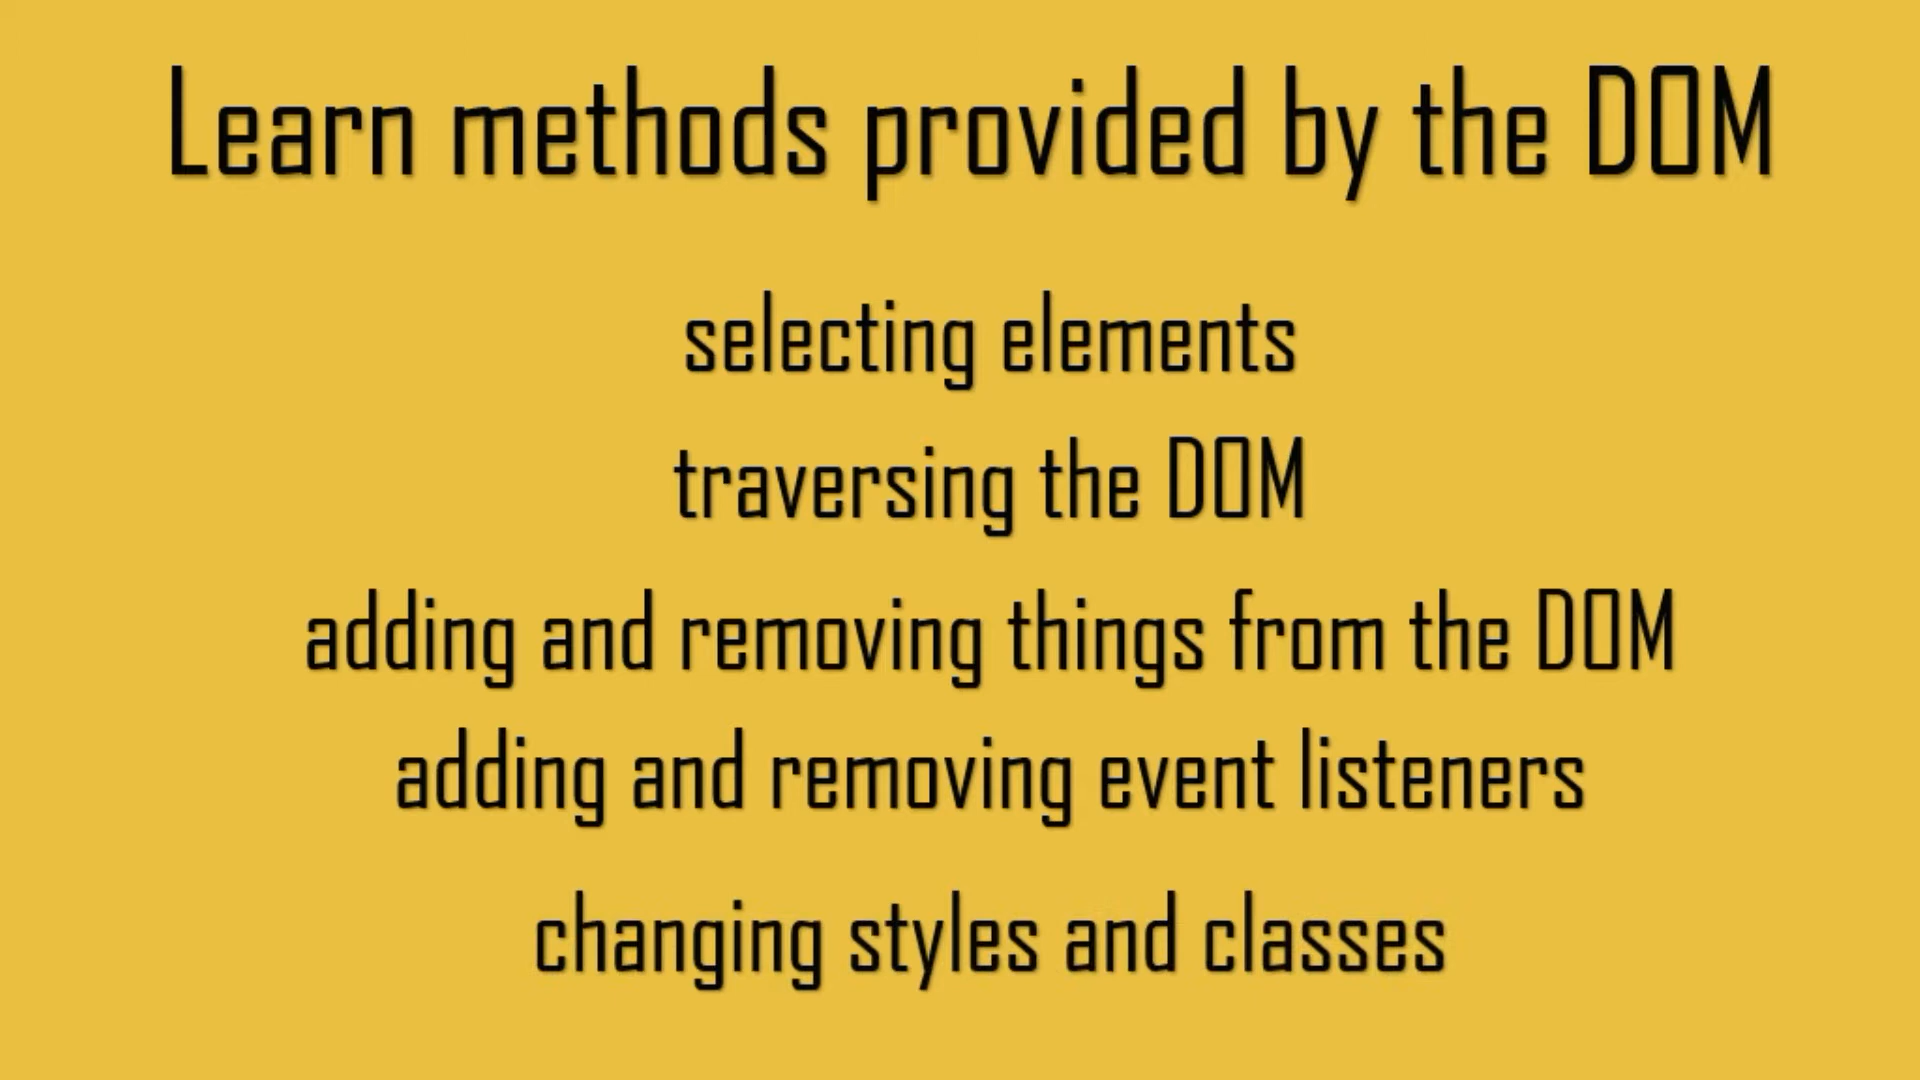 Learn methods provided by the DOM
selecting elements
traversing the DOM
adding and removing things from the DOM
adding and removing event listeners
changing styles and classes